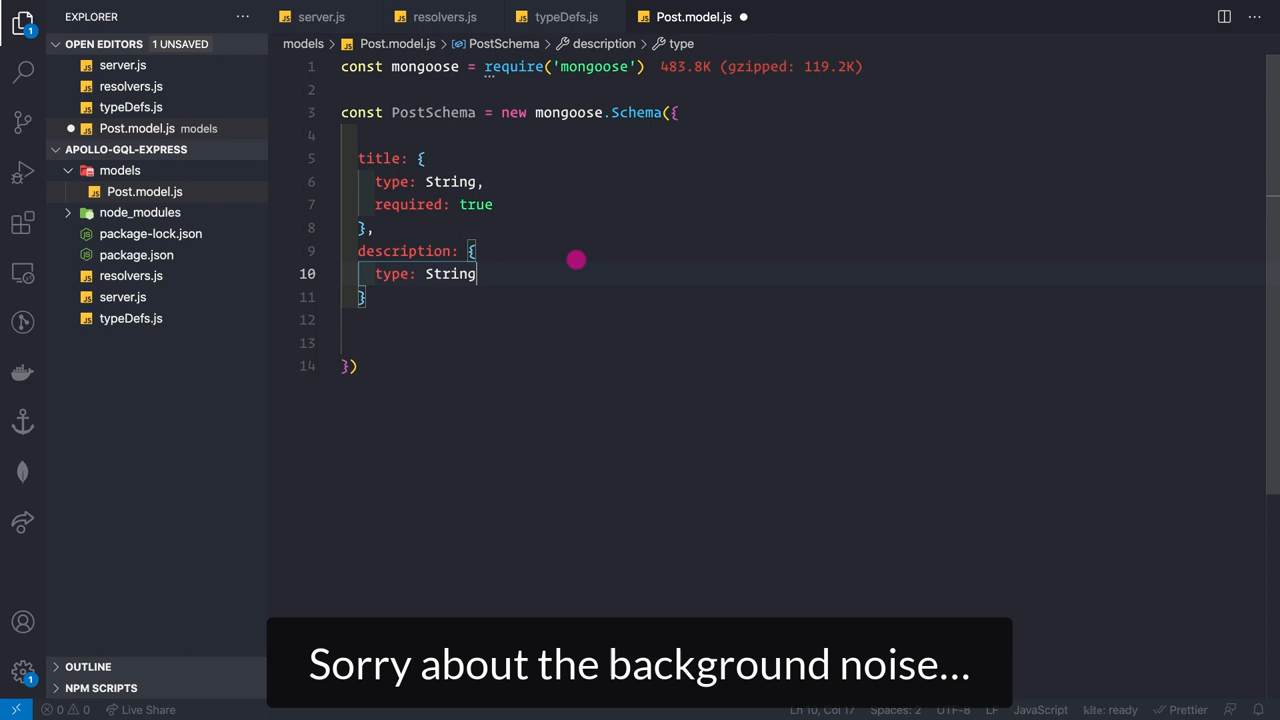 EXPLORER
OPEN EDITORS 1 UNSAVED
server.js
resolvers.js
typeDefs.js
Post.model.js models
APOLLO-GQL-EXPRESS
models
Post.model.js
node_modules
package-lock.json
package.json
resolvers.js
server.js
typeDefs.js
OUTLINE
NPM SCRIPTS
1
1
server.js resolvers.js typeDefs.js Post.model.js
models > Post.model.js > PostSchema > description > type
1 const mongoose = require('mongoose') 483.8K (gzipped: 119.2K)
2
3 const PostSchema = new mongoose.Schema({
4
5 title: {
6 type: String,
7 required: true
8 },
9 description: {
10 type: String
11 }
12
13
14 })
Sorry about the background noise...
0 0 Live Share Ln 10, Col 17 Spaces: 2 UTF-8 LF JavaScript kite: ready Prettier